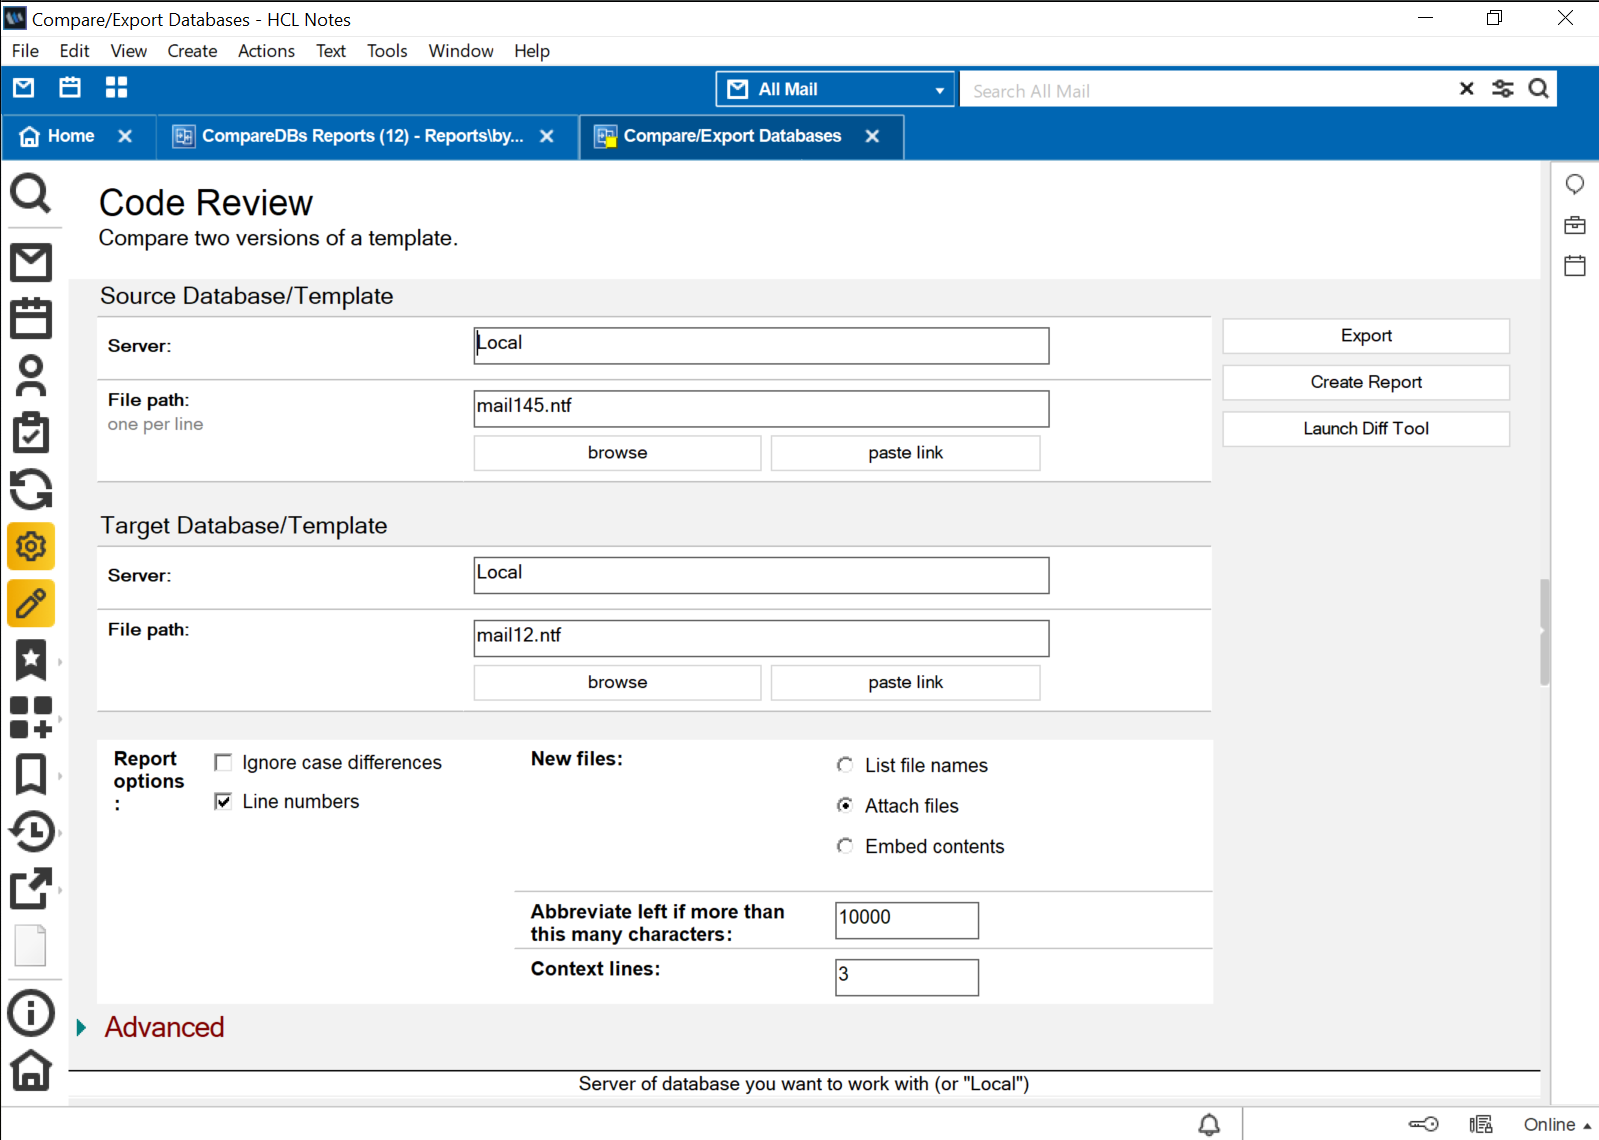 Compare/Export Databases - HCL Notes
File Edit View Create Actions Text Tools Window Help
All Mail
Search All Mail
Home
CompareDBs Reports (12) - Reports\by...
Compare/Export Databases
Code Review
Compare two versions of a template.
Source Database/Template
Server:
Local
Export
Create Report
File path:
one per line
mail145.ntf
Launch Diff Tool
browse
paste link
Target Database/Template
Server:
Local
File path:
mail12.ntf
browse
paste link
Report
options
:
Ignore case differences
Line numbers
New files:
List file names
Attach files
Embed contents
Abbreviate left if more than
this many characters:
10000
Context lines:
3
Advanced
Server of database you want to work with (or "Local")
Online